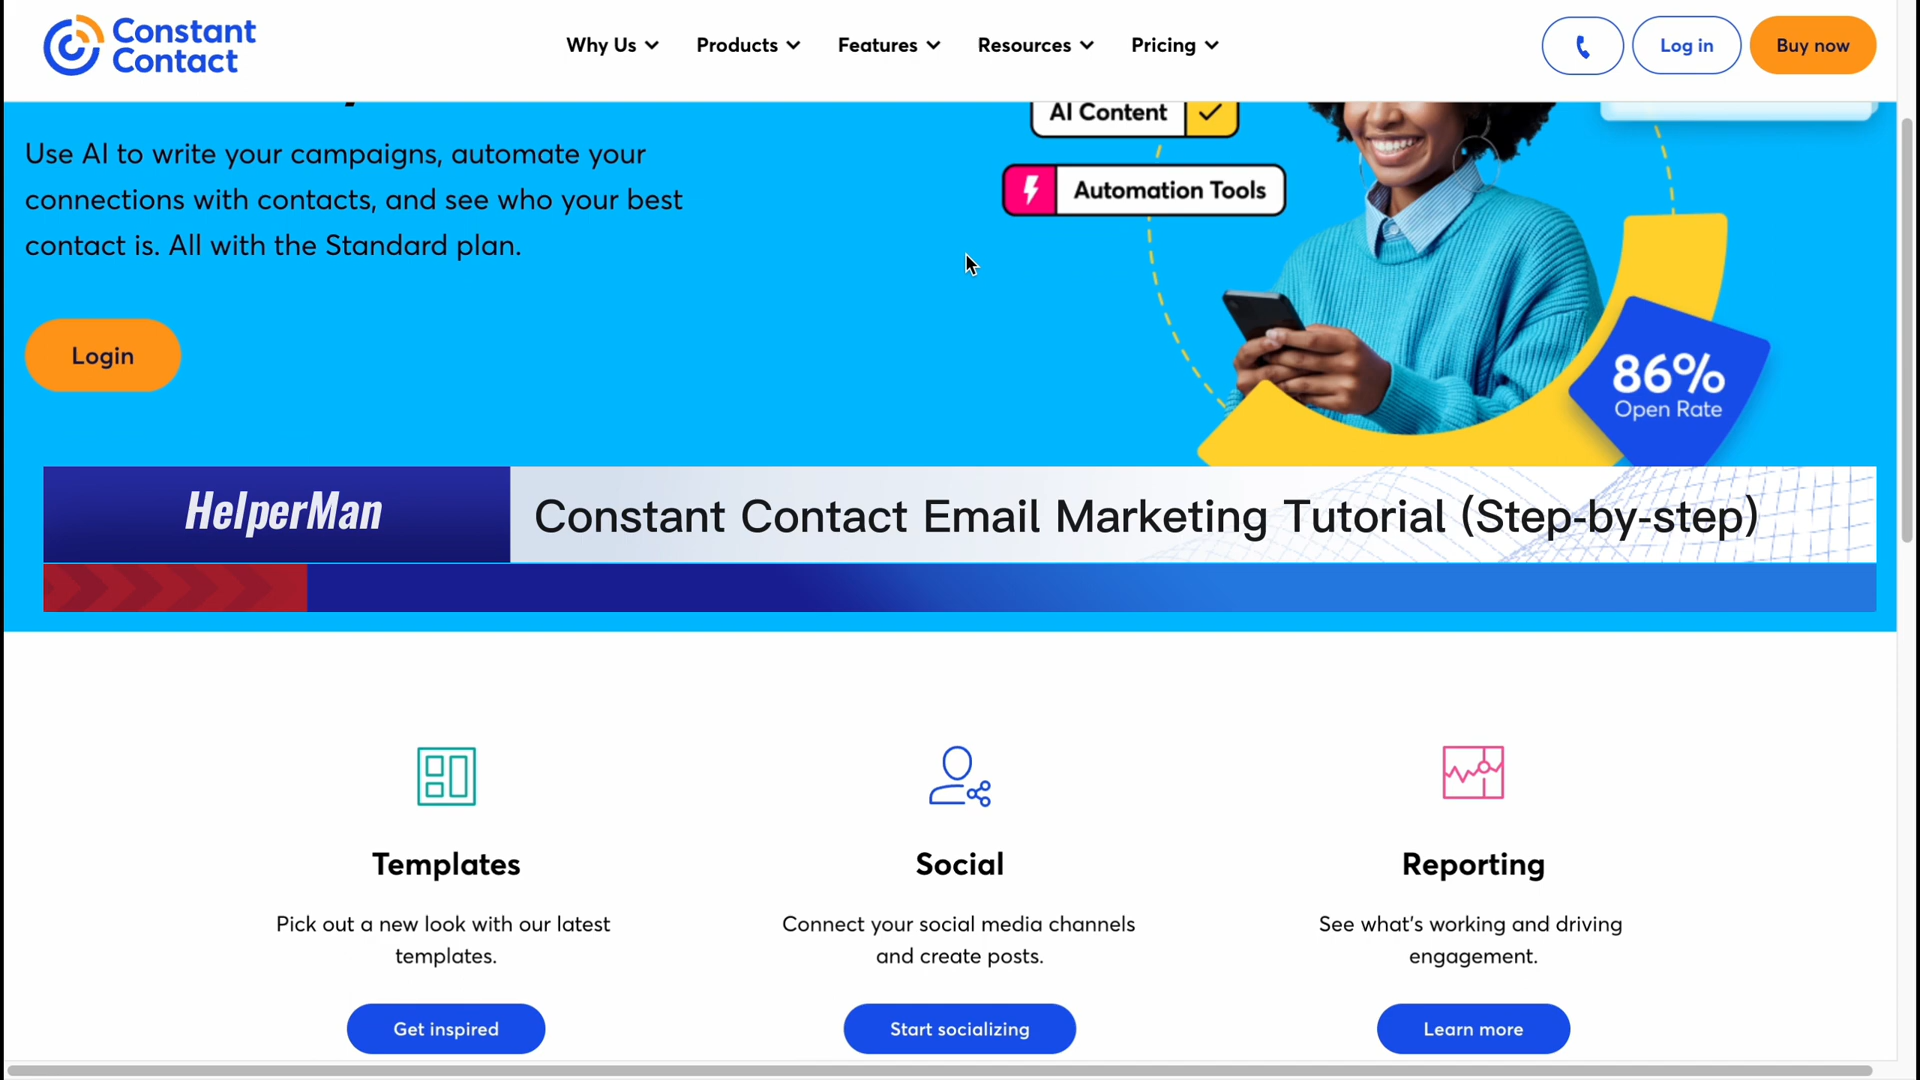 Constant
Contact
Why Us
Products
Features
Resources
Pricing
Log in
Buy now
AI Content
Automation Tools
Use AI to write your campaigns, automate your
connections with contacts, and see who your best
contact is. All with the Standard plan.
Login
86%
Open Rate
HelperMan
Constant Contact Email Marketing Tutorial (Step-by-step)
Templates
Pick out a new look with our latest
templates.
Get inspired
Social
Connect your social media channels
and create posts.
Start socializing
Reporting
See what's working and driving
engagement.
Learn more